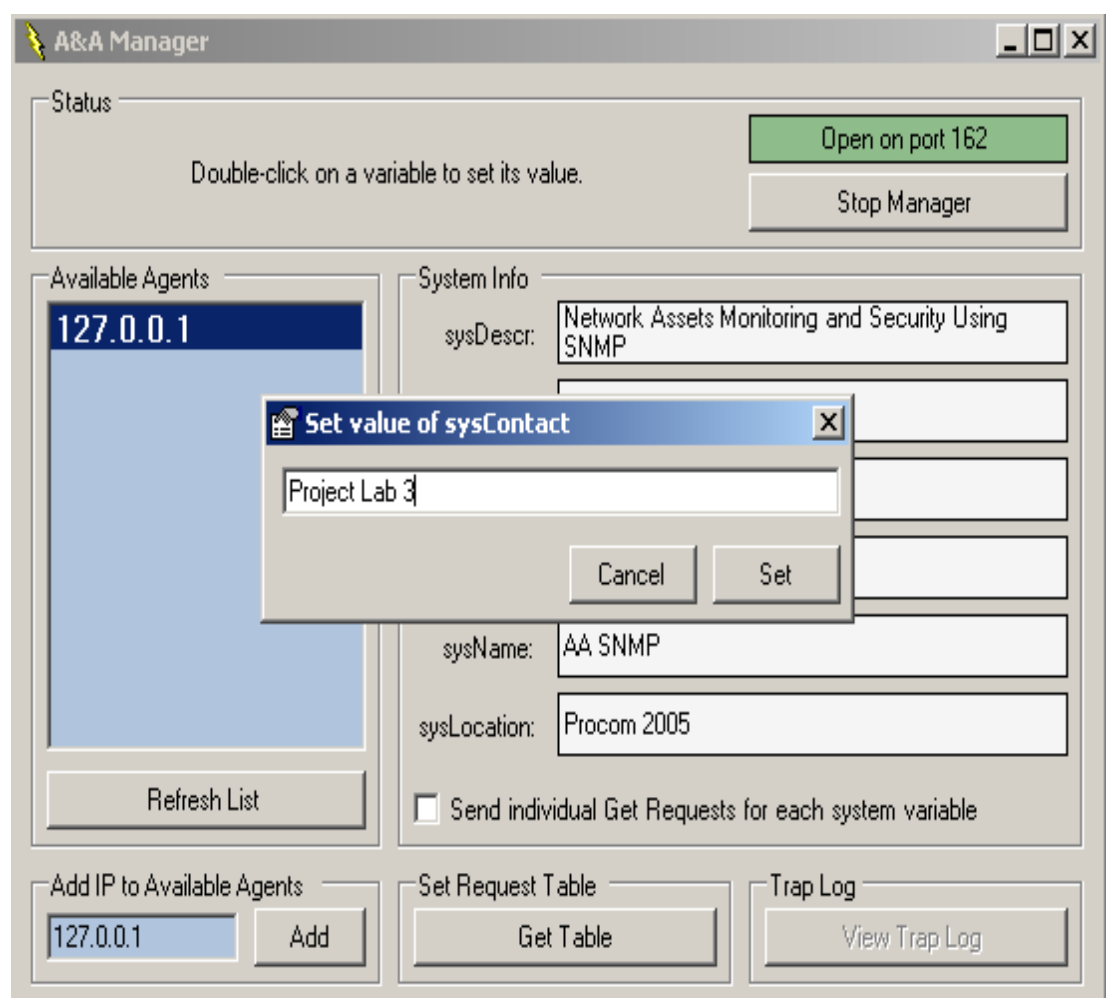 A&A Manager
Status
Double-click on a variable to set its value.
Open on port 162
Stop Manager
Available Agents
127.0.0.1
Refresh List
System Info
sysDescr:
Network Assets Monitoring and Security Using
SNMP
Set value of sysContact
Project Lab 3
Cancel
Set
sysName:
AA SNMP
sysLocation:
Procom 2005
Send individual Get Requests for each system variable
Add IP to Available Agents
127.0.0.1
Add
Set Request Table
Get Table
Trap Log
View Trap Log